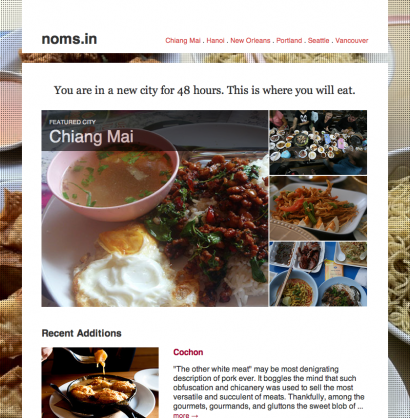 noms.in
Chiang Mai . Hanoi . New Orleans . Portland . Seattle . Vancouver
You are in a new city for 48 hours. This is where you will eat.
FEATURED CITY
Chiang Mai
Recent Additions
Cochon
"The other white meat" may be most denigrating
description of pork ever. It boggles the mind that such
obfuscation and chicanery was used to sell the most
versatile and succulent of meats. Thankfully, among the
gourmets, gourmands, and gluttons the sweet blob of ...
more →